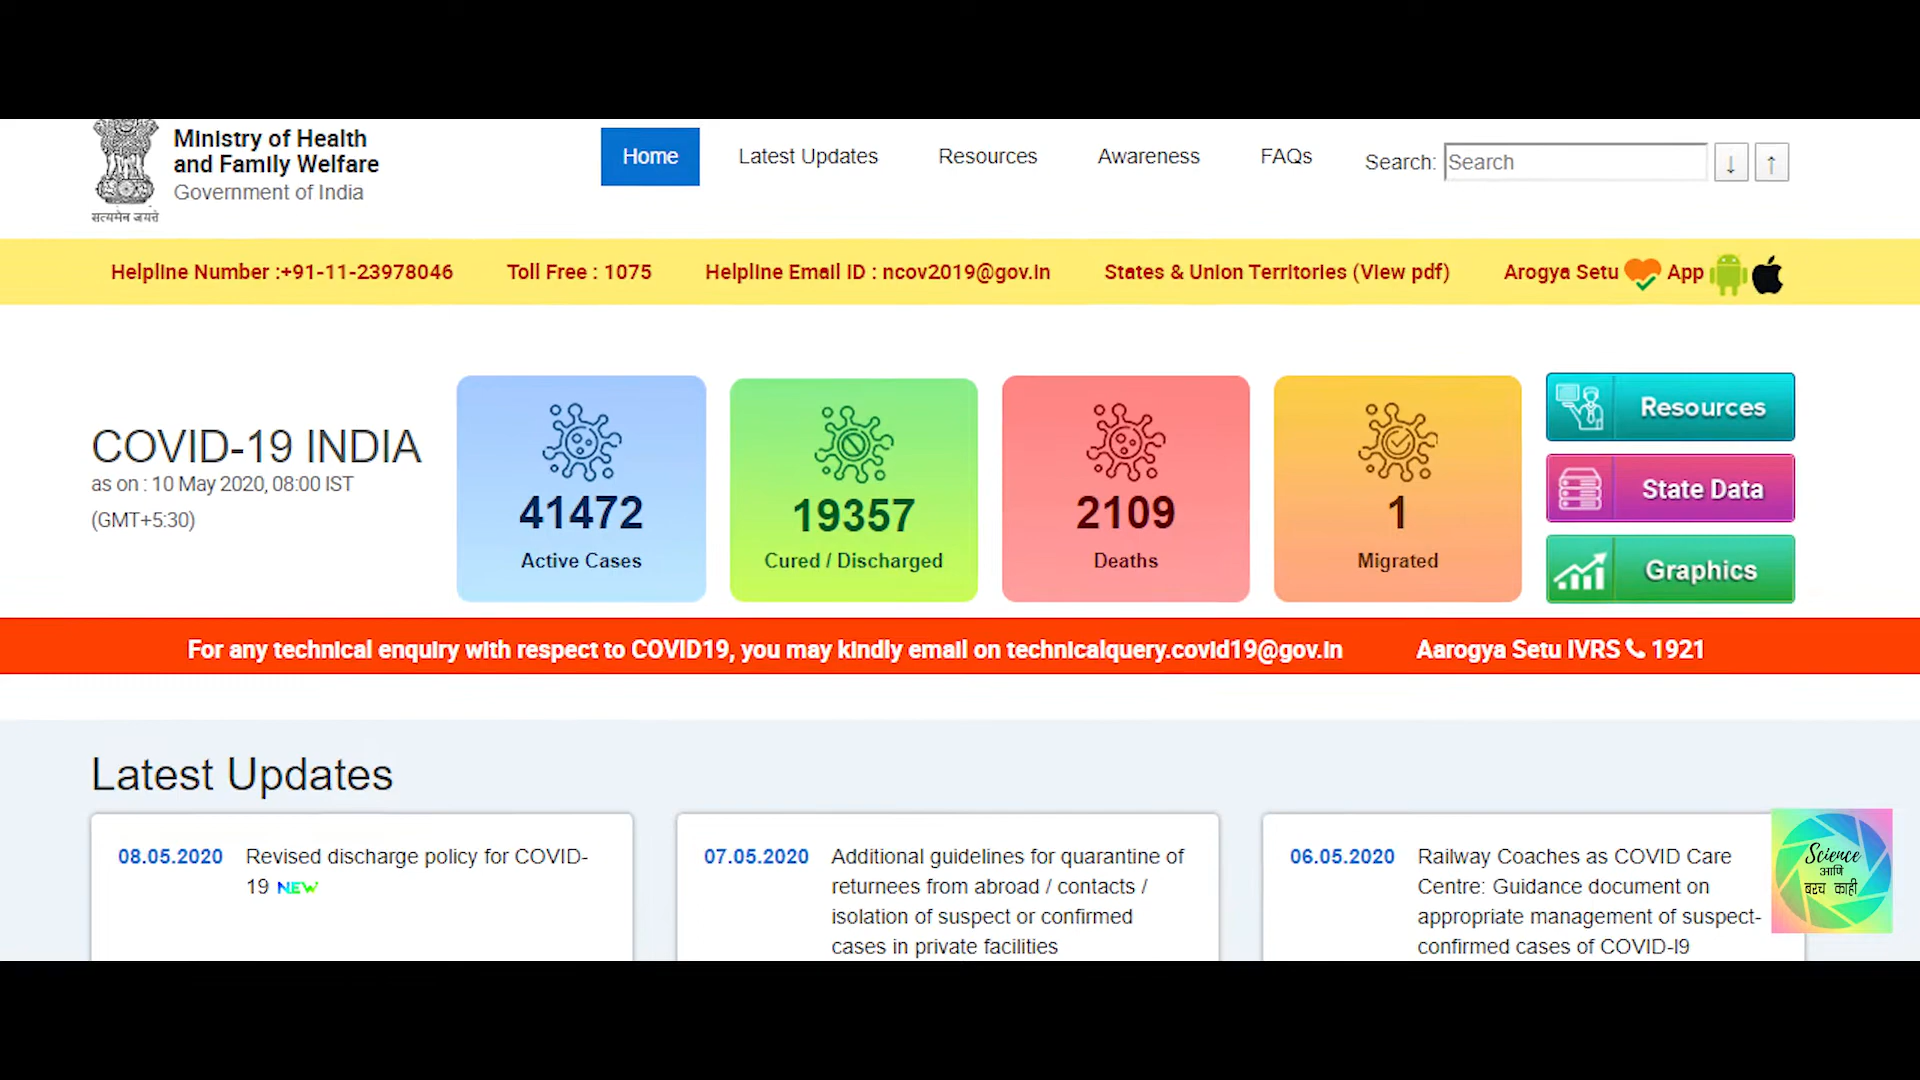 Ministry of Health
and Family Welfare
Government of India
सत्यमेव जयते
Home
Latest Updates
Resources
Awareness
FAQs
Search:
Search
↓
↑
Helpline Number :+91-11-23978046
Toll Free : 1075
Helpline Email ID : ncov2019@gov.in
States & Union Territories (View pdf)
Arogya Setu App
COVID-19 INDIA
as on : 10 May 2020, 08:00 IST
(GMT+5:30)
41472
Active Cases
19357
Cured / Discharged
2109
Deaths
1
Migrated
Resources
State Data
Graphics
For any technical enquiry with respect to COVID19, you may kindly email on technicalquery.covid19@gov.in
Aarogya Setu IVRS 1921
Latest Updates
08.05.2020
Revised discharge policy for COVID-
19 NEW
07.05.2020
Additional guidelines for quarantine of
returnees from abroad / contacts /
isolation of suspect or confirmed
cases in private facilities
06.05.2020
Railway Coaches as COVID Care
Centre: Guidance document on
appropriate management of suspect-
confirmed cases of COVID-I9
Science
आणि
बरच काही